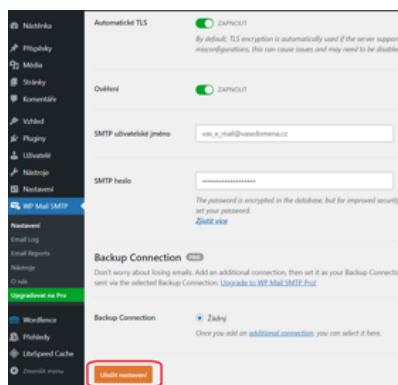 Nástěnka
Příspěvky
Média
Stránky
Komentáře
Vzhled
Pluginy
Uživatelé
Nástroje
Nastavení
WP Mail SMTP
Nastavení
Email Log
Email Reports
Nástroje
O nás
Upgradovat na Pro
Wordfence
Přehledy
LiteSpeed Cache
Zmenšit menu
Automatické TLS
ZAPNOUT
By default, TLS encryption is automatically used if the server support
misconfigurations, this can cause issues and may need to be disable
Ověření
ZAPNOUT
SMTP uživatelské jméno
vas_e_mail@vasedomena.cz
SMTP heslo
The password is encrypted in the database, but for improved security
set your password.
Zjistit více
Backup Connection PRO
Don't worry about losing emails. Add an additional connection, then set it as your Backup Connectio
sent via the selected Backup Connection. Upgrade to WP Mail SMTP Pro!
Backup Connection
Žádný
Once you add an additional connection, you can select it here.
Uložit nastavení